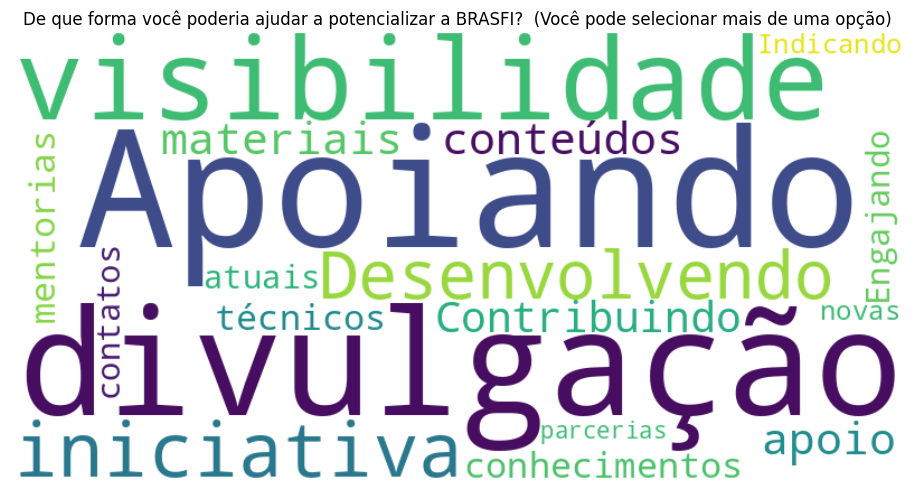 De que forma você poderia ajudar a potencializar a BRASFI?  (Você pode selecionar mais de uma opção)
visibilidade
Indicando
materiais
conteúdos
Apoiando
mentorias
Engajando
contatos
atuais
Desenvolvendo
técnicos
Contribuindo
novas
divulgação
iniciativa
parcerias
conhecimentos
apoio